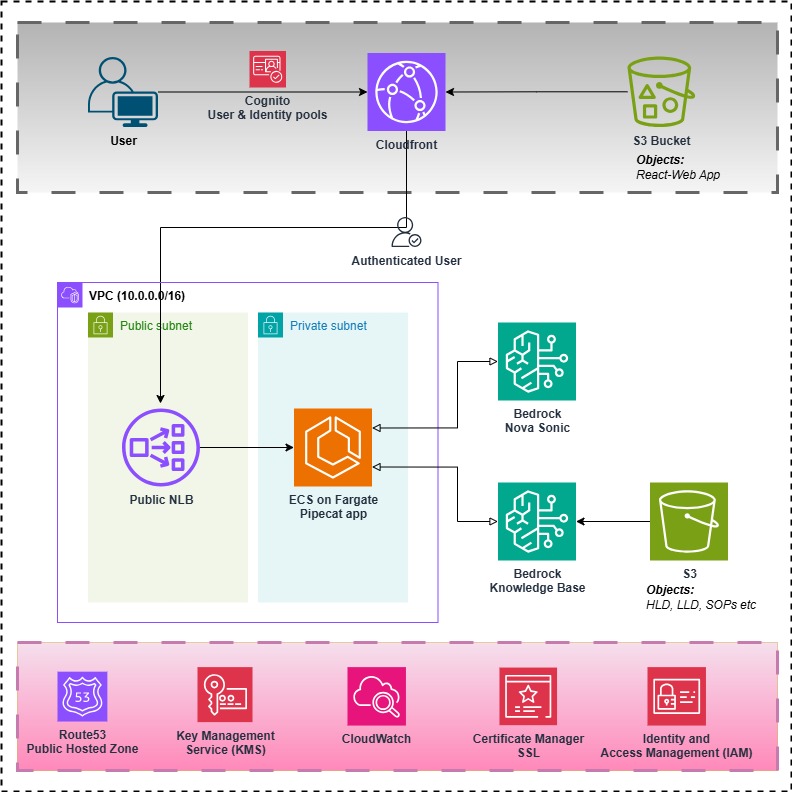 Cognito
User & Identity pools
User
Cloudfront
S3 Bucket
Objects:
React-Web App
Authenticated User
VPC (10.0.0.0/16)
Public subnet
Private subnet
Public NLB
ECS on Fargate
Pipecat app
Bedrock
Nova Sonic
Bedrock
Knowledge Base
S3
Objects:
HLD, LLD, SOPs etc
53
Route53
Public Hosted Zone
Key Management
Service (KMS)
CloudWatch
Certificate Manager
SSL
Identity and
Access Management (IAM)